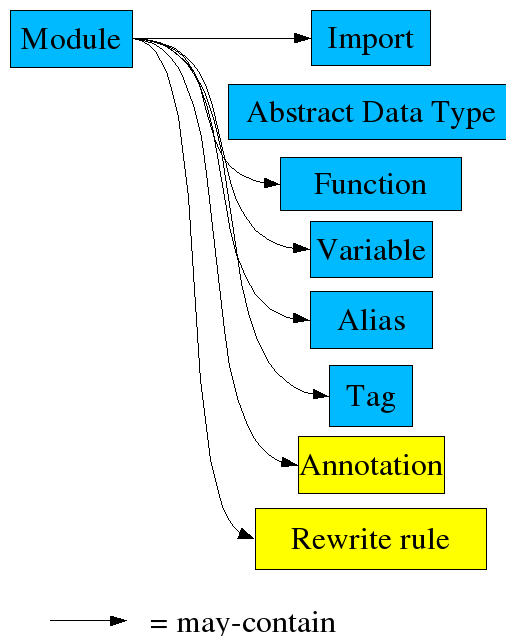 Module
Import
Abstract Data Type
Function
Variable
Alias
Tag
Annotation
Rewrite rule
= may-contain